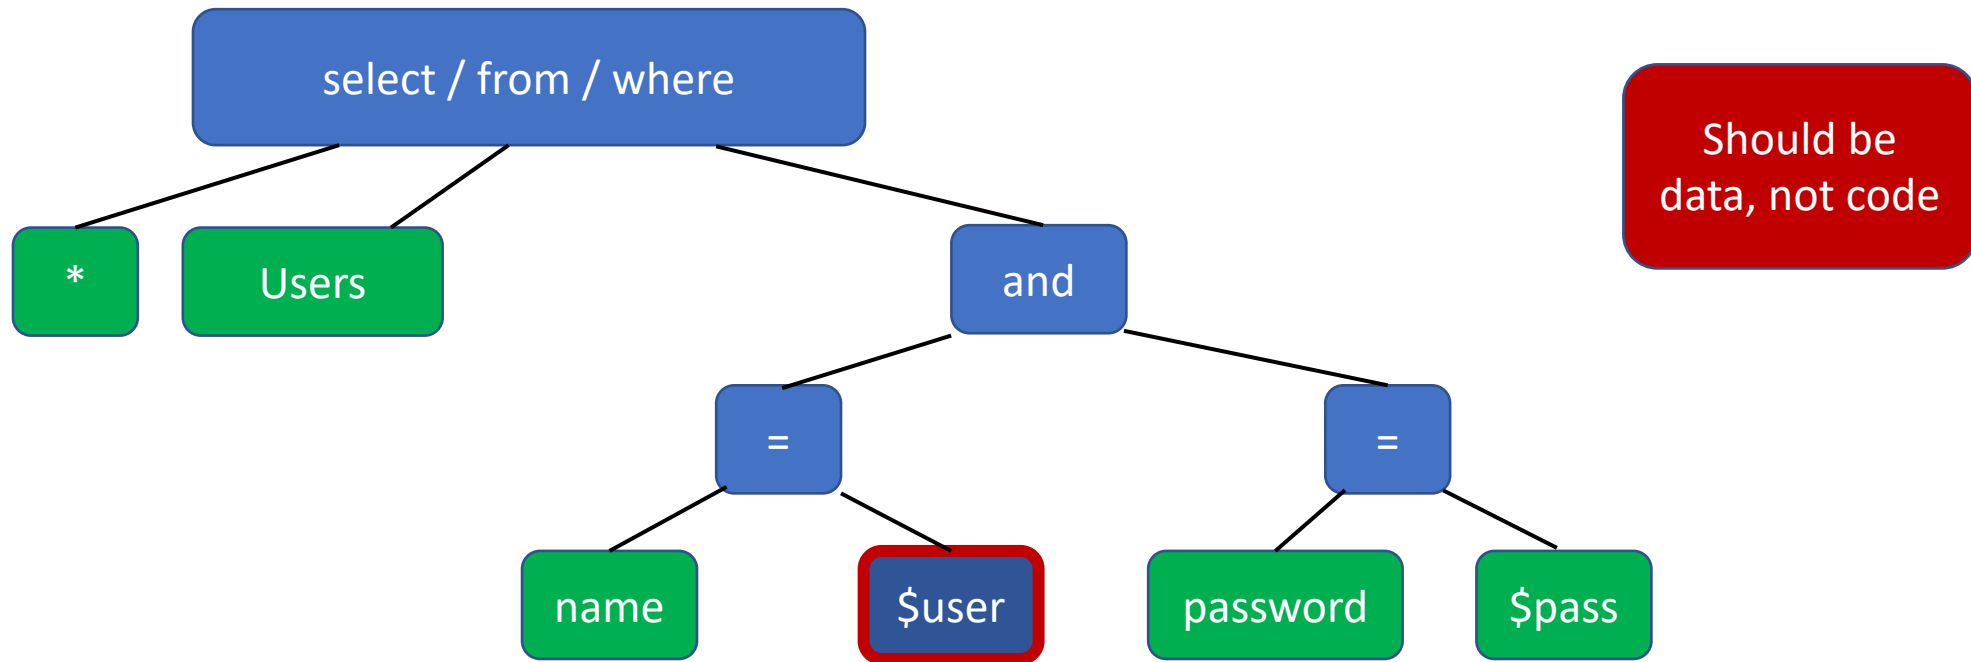 select / from / where
Should be
data, not code
*
Users
and
=
=
name
$user
password
$pass